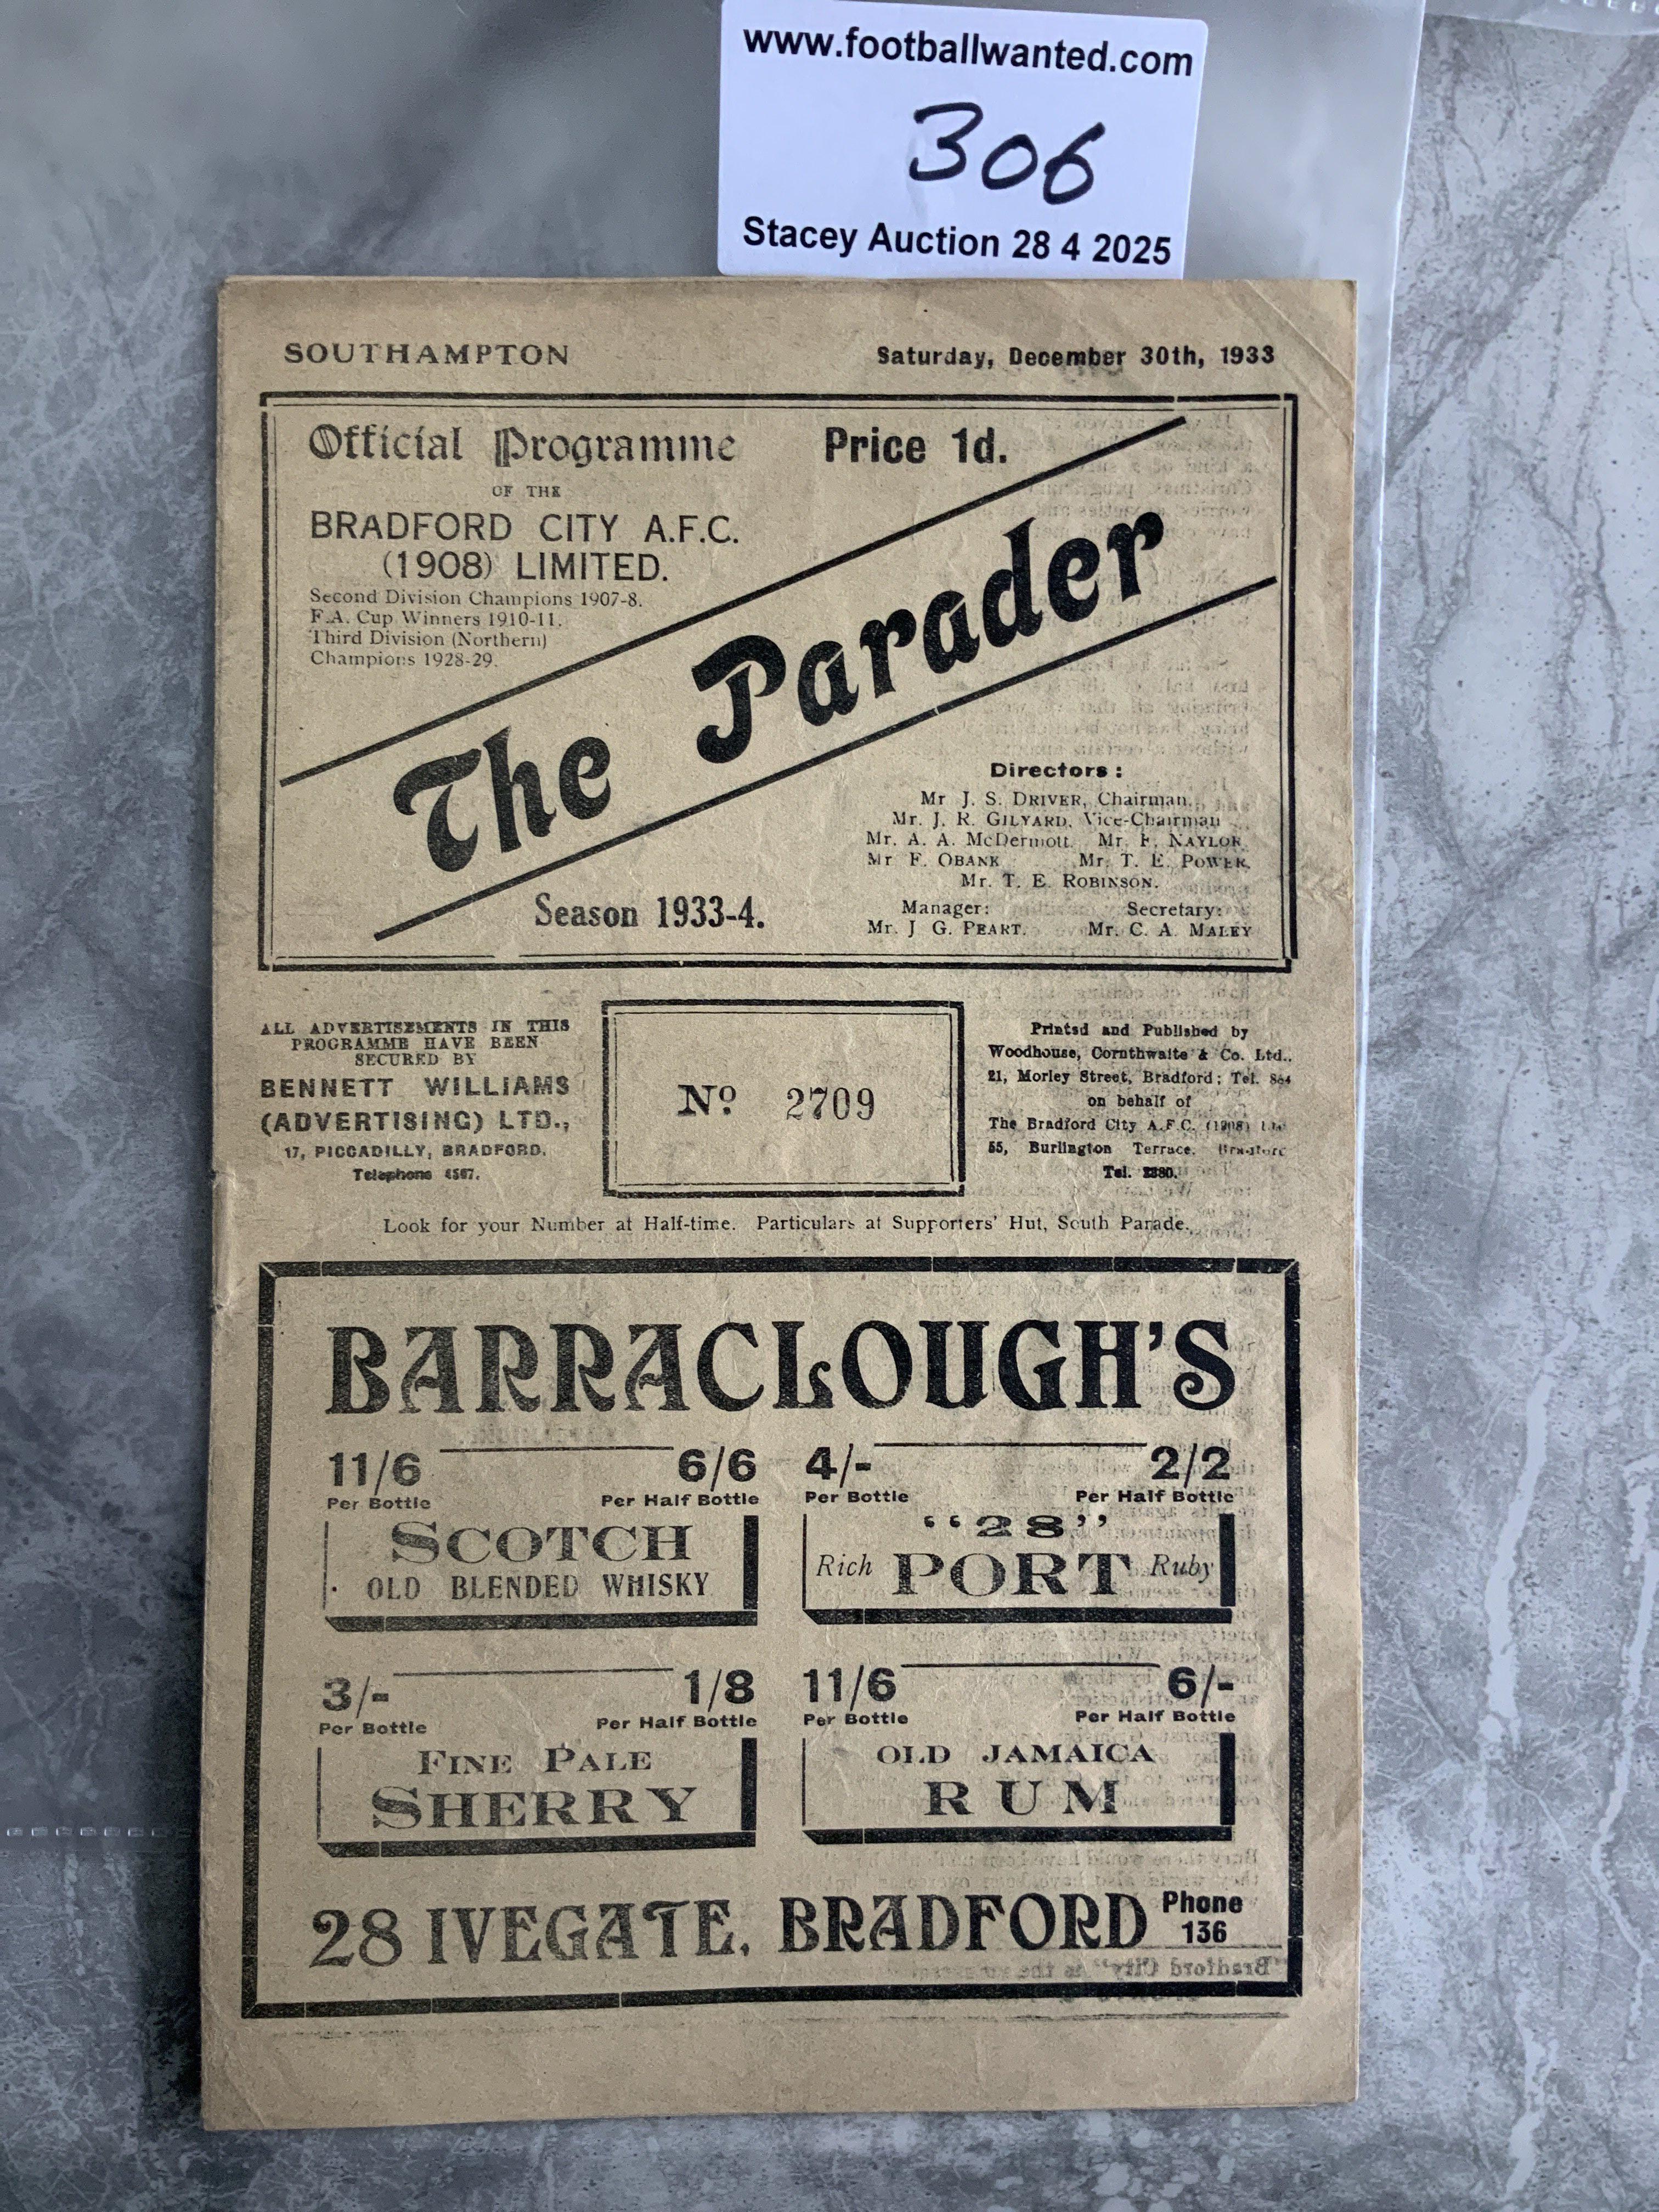 www.footballwanted.com
306
Stacey Auction 28 4 2025
SOUTHAMPTON
Saturday, December 30th, 1933
Official Programme
Price 1d.
OF THE
BRADFORD CITY A.F.C.
(1908) LIMITED.
Second Division Champions 1907-8.
F.A. Cup Winners 1910-11.
Third Division (Northern)
Champions 1928-29.
The Parader
Season 1933-4.
Directors:
Mr J. S. DRIVER, Chairman.
Mr. J. R. GILYARD, Vice-Chairman
Mr. A. A. McDermott. Mr. F. NAYLOR
Mr F. OBANK Mr. T. E. POWER
Mr. T. E. ROBINSON.
Manager: Secretary:
Mr. J G. PEART. Mr. C. A. MALEY
ALL ADVERTISEMENTS IN THIS
PROGRAMME HAVE BEEN
SECURED BY
BENNETT WILLIAMS
(ADVERTISING) LTD.,
17, PICCADILLY, BRADFORD.
Telephone 4567.
No 2709
Printed and Published by
Woodhouse, Cornthwaite & Co. Ltd..
21, Morley Street, Bradford; Tel.
on behalf of
The Bradford City A.F.C. (1908) Ltd
55, Burlington Terrace. Bradford
Tel.
Look for your Number at Half-time. Particulars at Supporters' Hut, South Parade.
BARRACLOUGH'S
11/6 6/6
Per Bottle Per Half Bottle
SCOTCH
OLD BLENDED WHISKY
4/- 2/2
Per Bottle Per Half Bottle
"28"
Rich PORT Ruby
3/- 1/8
Per Bottle Per Half Bottle
FINE PALE
SHERRY
11/6 6/-
Per Bottle Per Half Bottle
OLD JAMAICA
RUM
28 IVEGATE, BRADFORD Phone
136